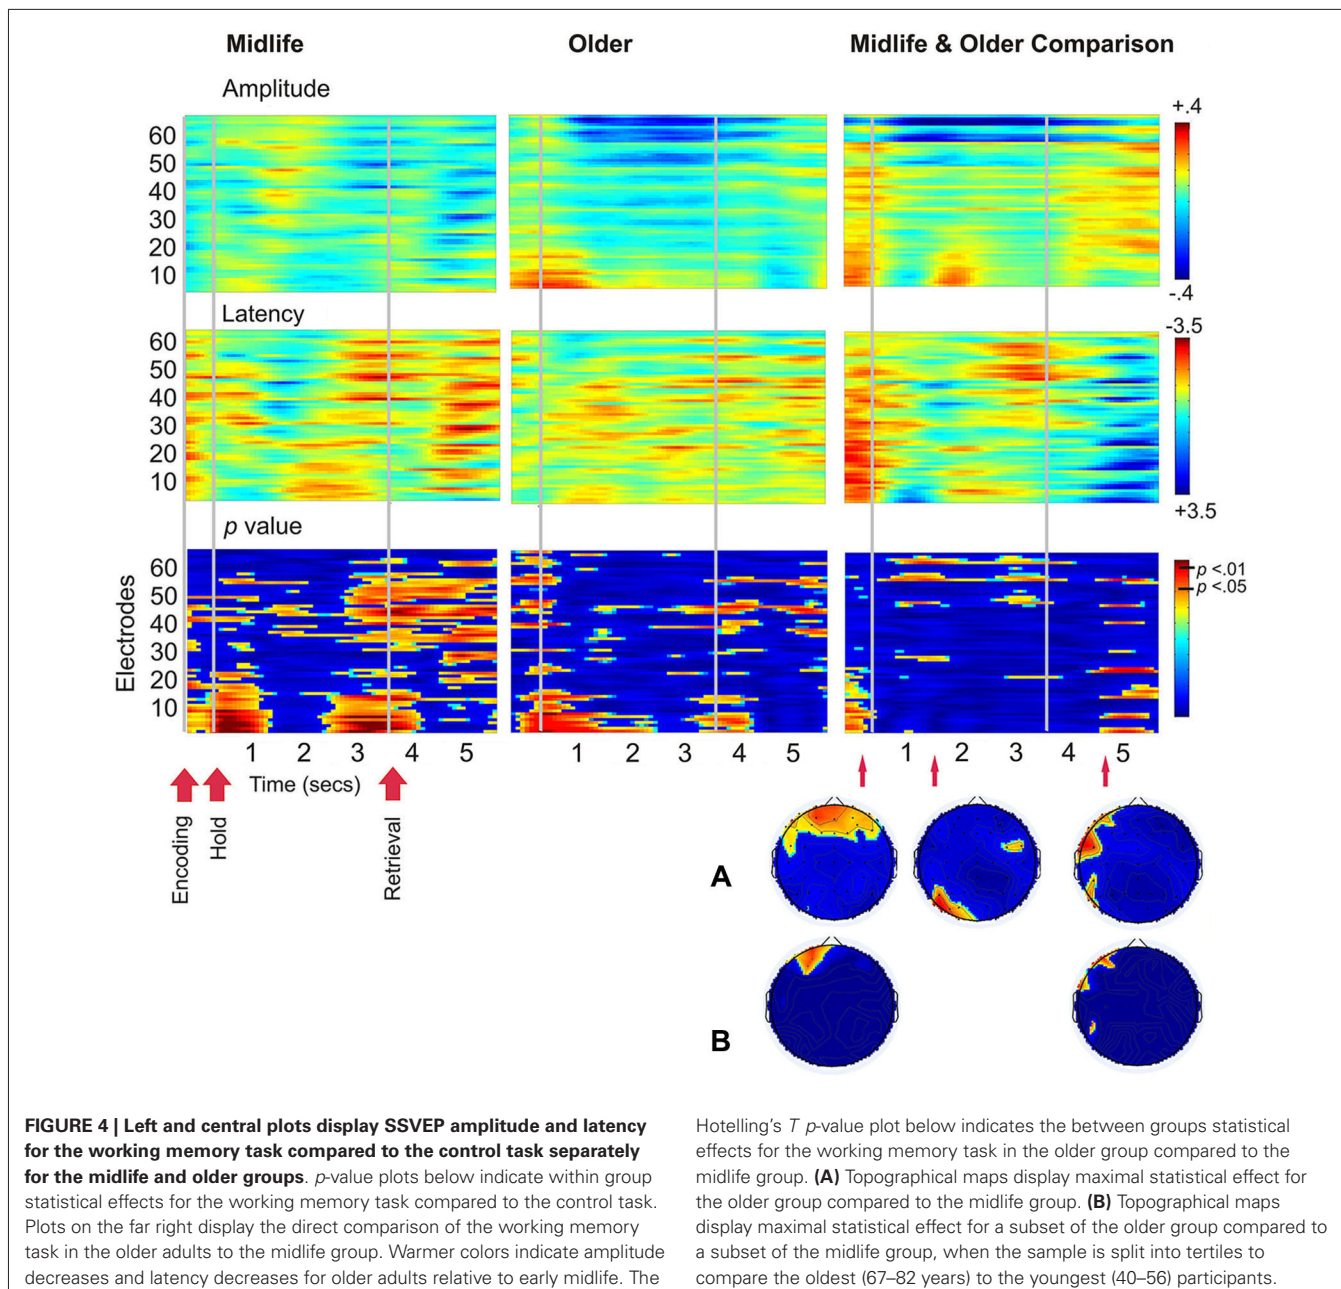 Midlife Older Midlife & Older Comparison
Amplitude
+.4
60
50
40
30
20
10
-.4
Latency
-3.5
60
50
40
30
20
10
+3.5
p value
p <.01
p <.05
60
50
40
30
20
10
Electrodes
1 2 3 4 5 1 2 3 4 5 1 2 3 4 5
Time (secs)
Encoding
Hold
Retrieval
A
B
FIGURE 4 | Left and central plots display SSVEP amplitude and latency
for the working memory task compared to the control task separately
for the midlife and older groups. p-value plots below indicate within group
statistical effects for the working memory task compared to the control task.
Plots on the far right display the direct comparison of the working memory
task in the older adults to the midlife group. Warmer colors indicate amplitude
decreases and latency decreases for older adults relative to early midlife. The
Hotelling's T p-value plot below indicates the between groups statistical
effects for the working memory task in the older group compared to the
midlife group. (A) Topographical maps display maximal statistical effect for
the older group compared to the midlife group. (B) Topographical maps
display maximal statistical effect for a subset of the older group compared to
a subset of the midlife group, when the sample is split into tertiles to
compare the oldest (67–82 years) to the youngest (40–56) participants.